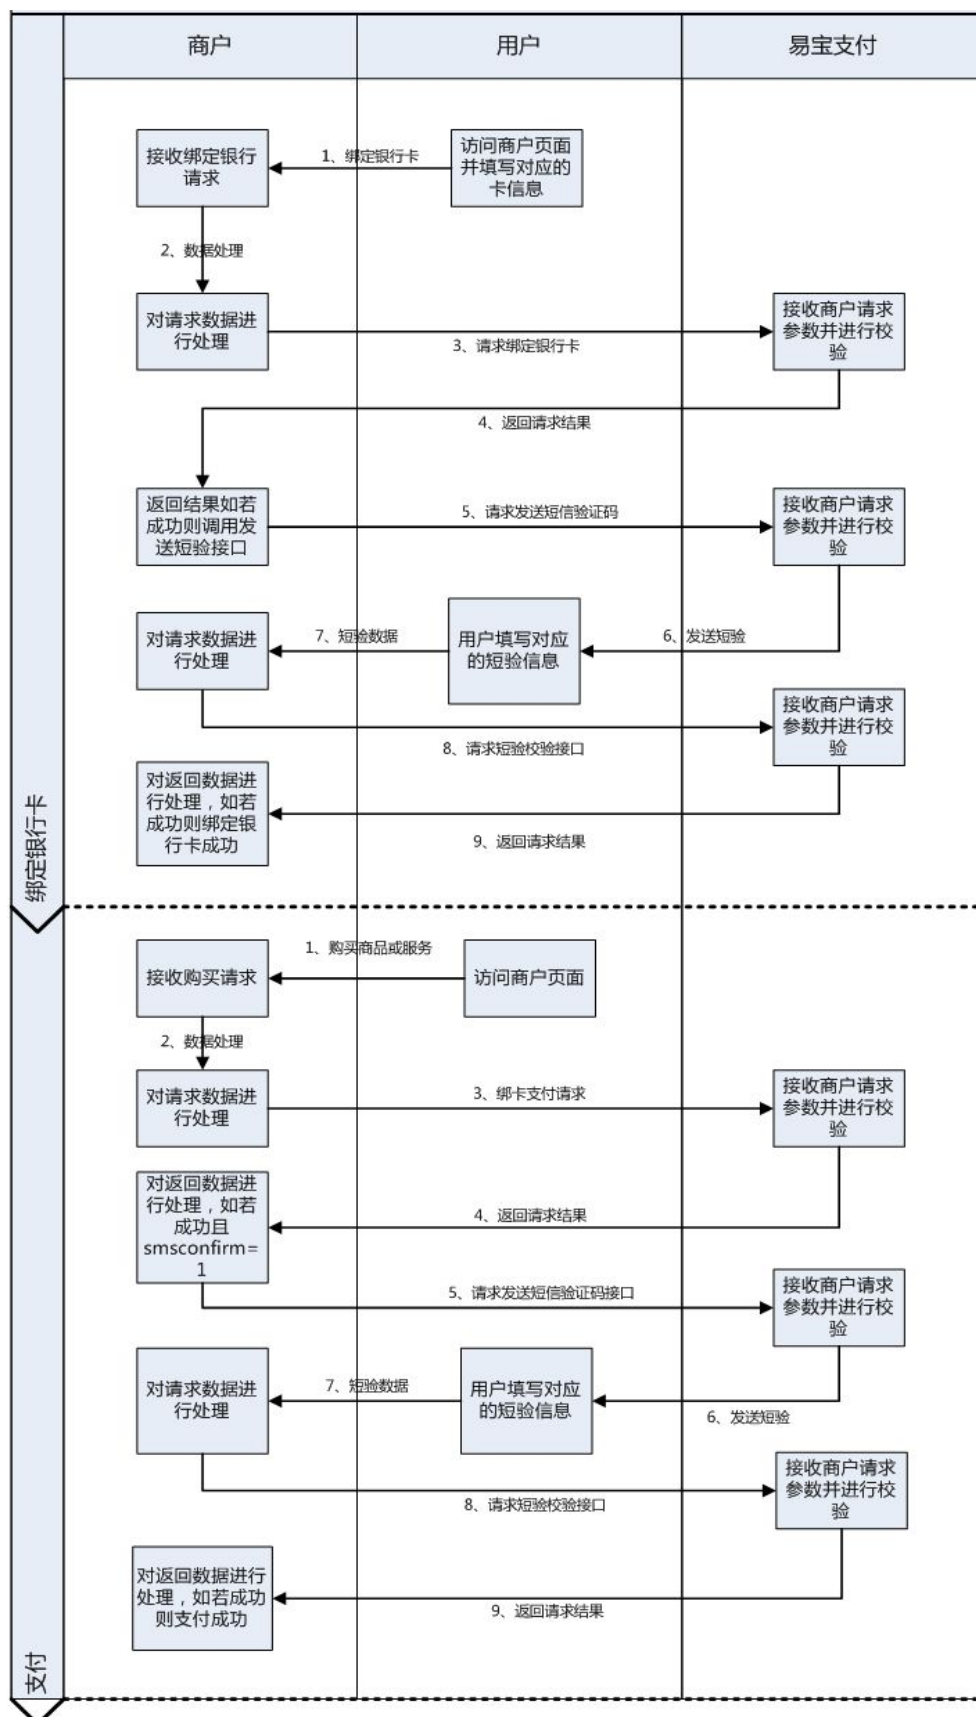 商户
用户
易宝支付
接收绑定银行
请求
1、绑定银行卡
访问商户页面
并填写对应的
卡信息
2、数据处理
对请求数据进
行处理
3、请求绑定银行卡
接收商户请求
参数并进行校
验
4、返回请求结果
返回结果如若
成功则调用发
送短验接口
5、请求发送短信验证码
接收商户请求
参数并进行校
验
6、发送短验
用户填写对应
的短验信息
7、短验数据
对请求数据进
行处理
8、请求短验校验接口
接收商户请求
参数并进行校
验
9、返回请求结果
对返回数据进
行处理，如若
成功则绑定银
行卡成功
绑定银行卡
1、购买商品或服务
接收购买请求
访问商户页面
2、数据处理
对请求数据进
行处理
3、绑卡支付请求
接收商户请求
参数并进行校
验
4、返回请求结果
对返回数据进
行处理，如若
成功且
smsconfirm=
1
5、请求发送短信验证码接口
接收商户请求
参数并进行校
验
6、发送短验
用户填写对应
的短验信息
7、短验数据
对请求数据进
行处理
8、请求短验校验接口
接收商户请求
参数并进行校
验
9、返回请求结果
对返回数据进行
处理，如若成功
则支付成功
支付